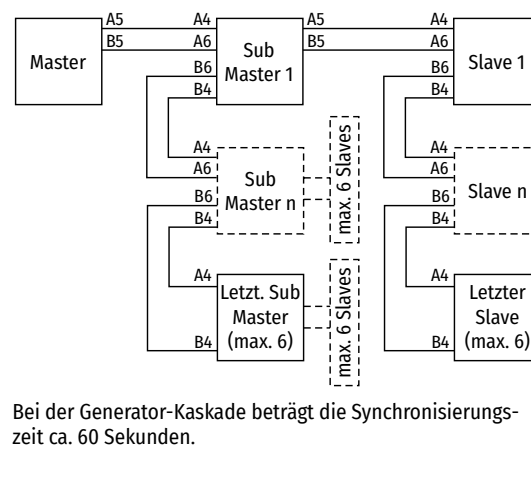 A5 A4 A5 A4
Master B5 A6 Sub Master 1 B5 A6 Slave 1
B6 B6
B4 B4
A4 A4
A6 Sub Master n max. 6 Slaves A6 Slave n
B6 B6
B4 B4
A4 Letzt. Sub Master (max. 6) max. 6 Slaves A4 Letzter Slave (max. 6)
B4 B4
Bei der Generator-Kaskade beträgt die Synchronisierungs-
zeit ca. 60 Sekunden.